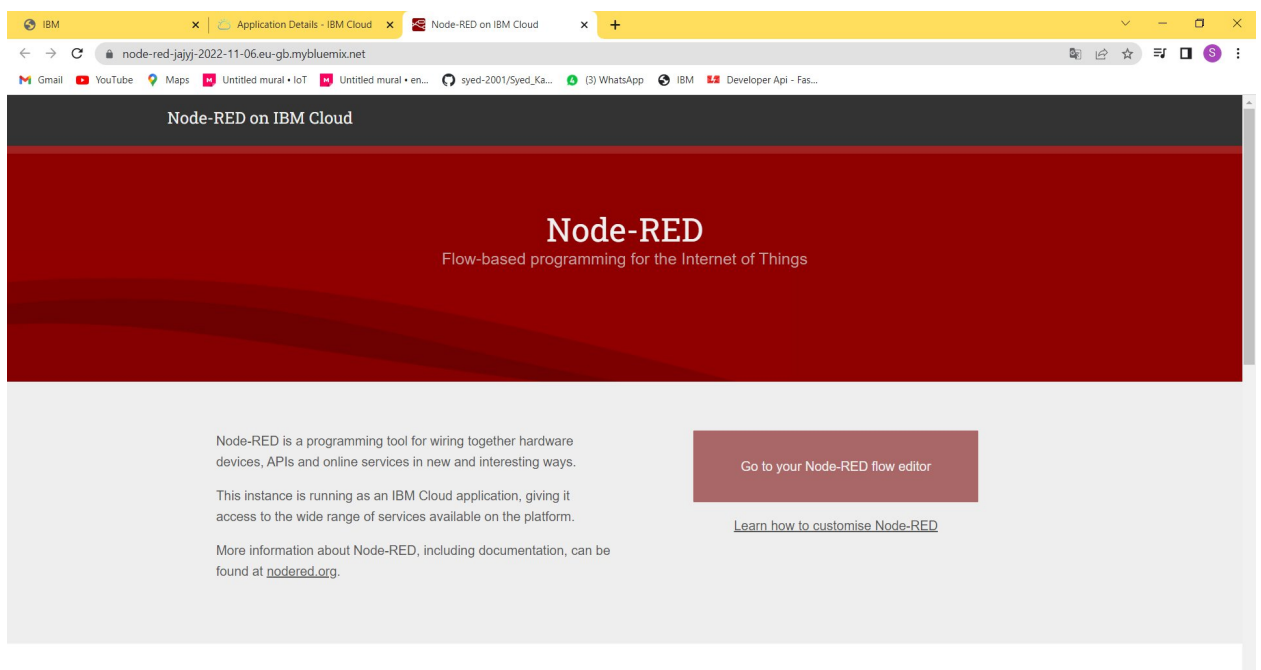 IBM
Application Details - IBM Cloud
Node-RED on IBM Cloud
node-red-jajyj-2022-11-06.eu-gb.mybluemix.net
S
Gmail
YouTube
Maps
Untitled mural • IoT
Untitled mural • en...
syed-2001/Syed_Ka...
(3) WhatsApp
IBM
Developer Api - Fas...
Node-RED on IBM Cloud
Node-RED
Flow-based programming for the Internet of Things
Node-RED is a programming tool for wiring together hardware
devices, APIs and online services in new and interesting ways.
This instance is running as an IBM Cloud application, giving it
access to the wide range of services available on the platform.
More information about Node-RED, including documentation, can be
found at nodered.org.
Go to your Node-RED flow editor
Learn how to customise Node-RED